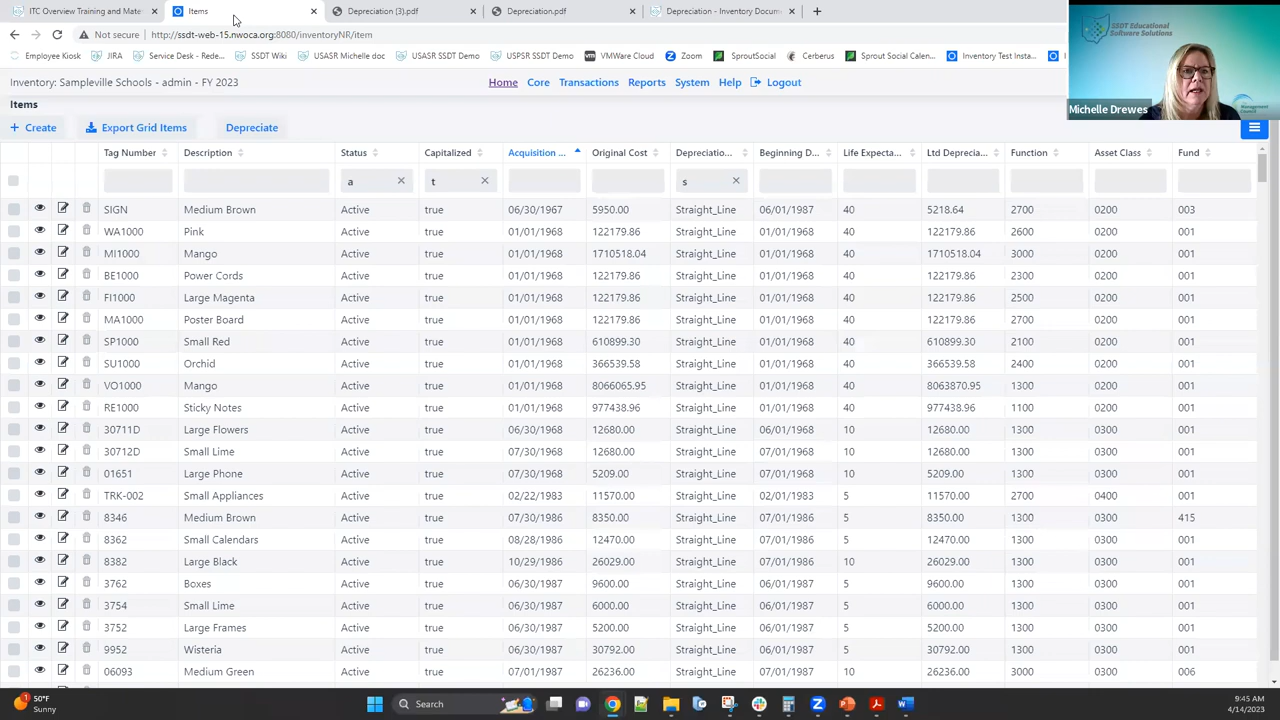 ITC Overview Training and Mater Items Depreciation (3).pdf Depreciation.pdf Depreciation - Inventory Docum
Not secure http://ssdt-web-15.nwoca.org:8080/inventoryNR/item
Employee Kiosk JIRA Service Desk - Rede... SSDT Wiki USASR Michelle doc USASR SSDT Demo USPSR SSDT Demo VMWare Cloud Zoom SproutSocial Cerberus Sprout Social Calen... Inventory Test Insta...
SSDT Educational
Software Solutions
Michelle Drewes
Inventory: Sampleville Schools - admin - FY 2023 Home Core Transactions Reports System Help Logout
Items
Create Export Grid Items Depreciate
Tag Number Description Status Capitalized Acquisition ... Original Cost Depreciatio... Beginning D... Life Expecta... Ltd Deprecia... Function Asset Class Fund
a t s
SIGN Medium Brown Active true 06/30/1967 5950.00 Straight_Line 06/01/1987 40 5218.64 2700 0200 003
WA1000 Pink Active true 01/01/1968 122179.86 Straight_Line 01/01/1968 40 122179.86 2600 0200 001
MI1000 Mango Active true 01/01/1968 1710518.04 Straight_Line 01/01/1968 40 1710518.04 3000 0200 001
BE1000 Power Cords Active true 01/01/1968 122179.86 Straight_Line 01/01/1968 40 122179.86 2300 0200 001
FI1000 Large Magenta Active true 01/01/1968 122179.86 Straight_Line 01/01/1968 40 122179.86 2500 0200 001
MA1000 Poster Board Active true 01/01/1968 122179.86 Straight_Line 01/01/1968 40 122179.86 2700 0200 001
SP1000 Small Red Active true 01/01/1968 610899.30 Straight_Line 01/01/1968 40 610899.30 2100 0200 001
SU1000 Orchid Active true 01/01/1968 366539.58 Straight_Line 01/01/1968 40 366539.58 2400 0200 001
VO1000 Mango Active true 01/01/1968 8066065.95 Straight_Line 01/01/1968 40 8063870.95 1300 0200 001
RE1000 Sticky Notes Active true 01/01/1968 977438.96 Straight_Line 01/01/1968 40 977438.96 1100 0200 001
30711D Large Flowers Active true 06/30/1968 12680.00 Straight_Line 06/01/1968 10 12680.00 1300 0300 001
30712D Small Lime Active true 07/30/1968 12680.00 Straight_Line 07/01/1968 10 12680.00 1300 0300 001
01651 Large Phone Active true 07/30/1968 5209.00 Straight_Line 07/01/1968 10 5209.00 1300 0300 001
TRK-002 Small Appliances Active true 02/22/1983 11570.00 Straight_Line 02/01/1983 5 11570.00 2700 0400 001
8346 Medium Brown Active true 07/30/1986 8350.00 Straight_Line 07/01/1986 5 8350.00 1300 0300 415
8362 Small Calendars Active true 08/28/1986 12470.00 Straight_Line 07/01/1986 5 12470.00 1300 0300 001
8382 Large Black Active true 10/29/1986 26029.00 Straight_Line 07/01/1986 10 26029.00 1300 0300 001
3762 Boxes Active true 06/30/1987 9600.00 Straight_Line 06/01/1987 5 9600.00 1300 0300 001
3754 Small Lime Active true 06/30/1987 6000.00 Straight_Line 06/01/1987 5 6000.00 1300 0300 001
3752 Large Frames Active true 06/30/1987 5200.00 Straight_Line 06/01/1987 5 5200.00 1300 0300 001
9952 Wisteria Active true 06/30/1987 30792.00 Straight_Line 06/01/1987 5 30792.00 1300 0300 001
06093 Medium Green Active true 07/01/1987 26236.00 Straight_Line 07/01/1987 10 26236.00 3000 0300 006
50°F
Sunny
Search
9:45 AM
4/14/2023